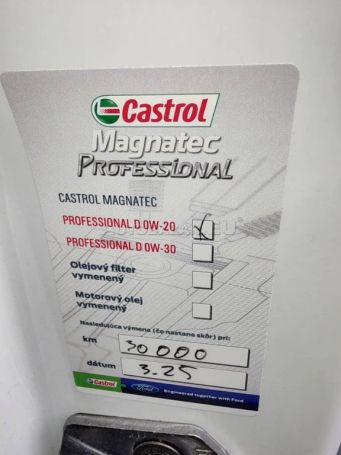 Castrol
Magnatec
PROFESSIONAL
CASTROL MAGNATEC
PROFESSIONAL D 0W-20
PROFESSIONAL D 0W-30
Olejový filter
vymenený
Motorový olej
vymenený
Nasledujúca výmena (čo nastane skôr) pri:
km 30 000
dátum 3.25
Castrol Ford Engineered together with Ford